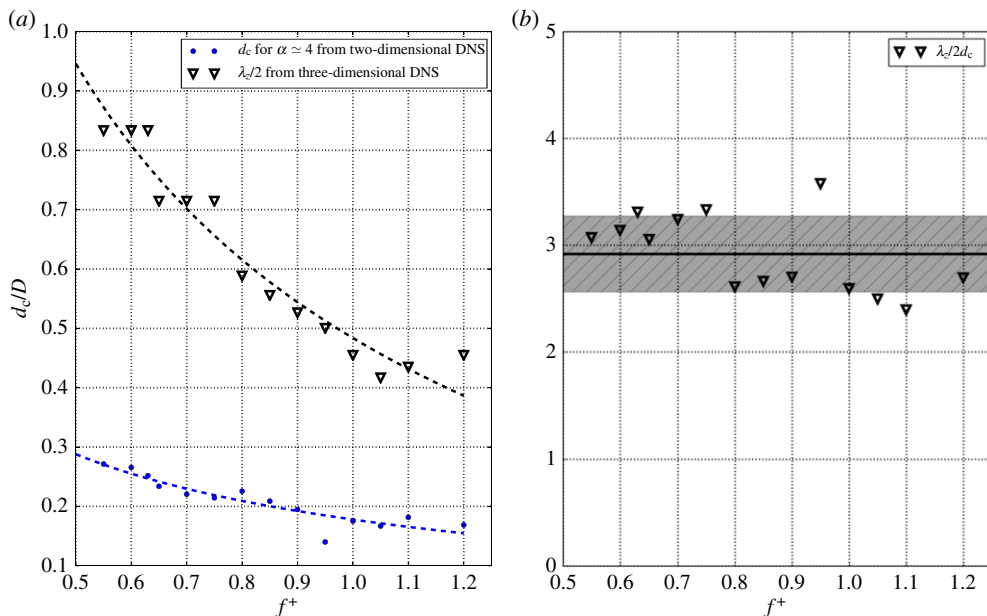 (a)
1.0
0.9
0.8
0.7
0.6
0.5
0.4
0.3
0.2
0.1
d_c/D
0.5 0.6 0.7 0.8 0.9 1.0 1.1 1.2
f⁺
d_c for α ≃ 4 from two-dimensional DNS
λ_z/2 from three-dimensional DNS
(b)
5
4
3
2
1
0
0.5 0.6 0.7 0.8 0.9 1.0 1.1 1.2
f⁺
λ_z/2d_c